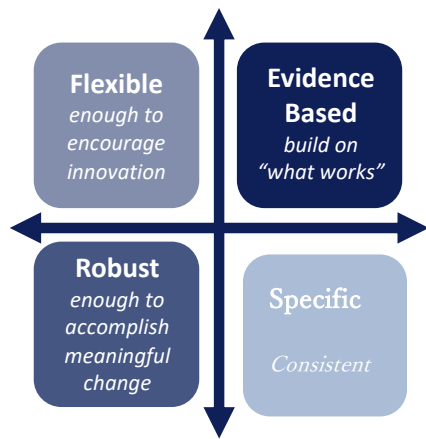 Flexible
enough to
encourage
innovation
Evidence
Based
build on
“what works”
Robust
enough to
accomplish
meaningful
change
Specific
Consistent